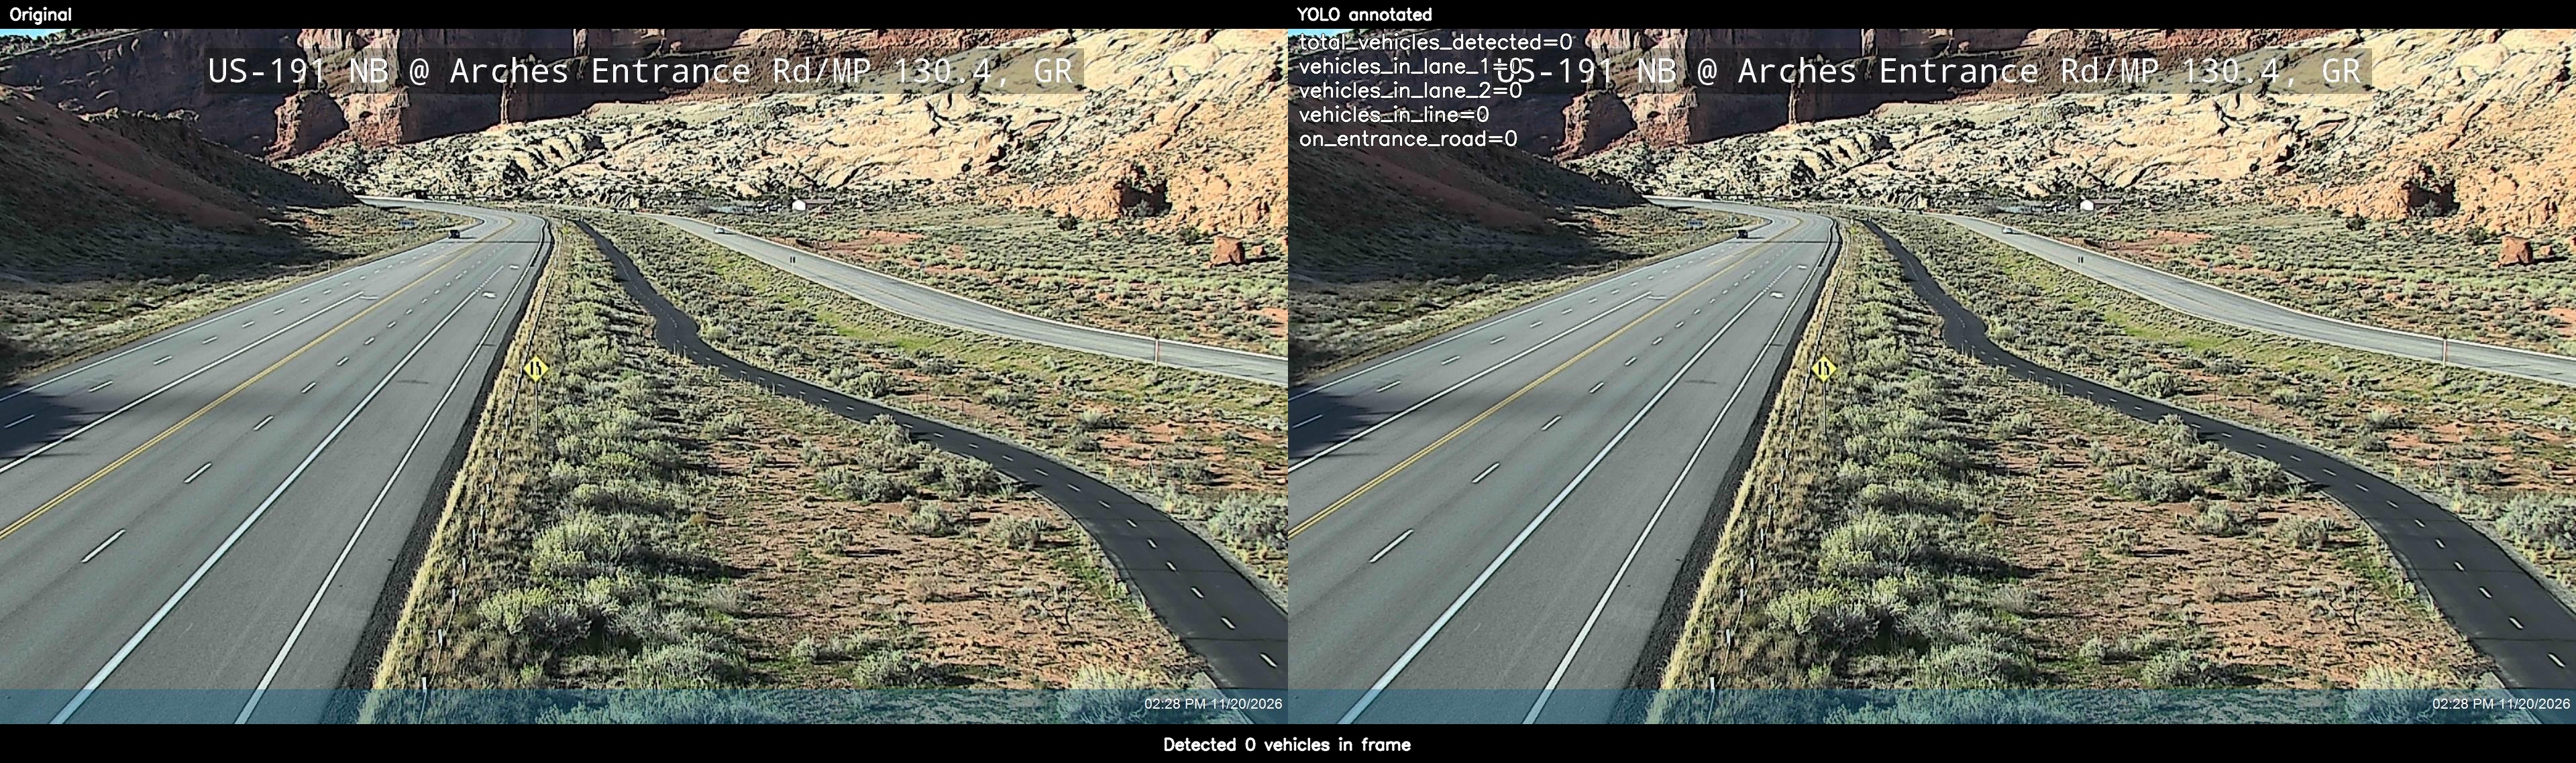 Original
US-191 NB @ Arches Entrance Rd/MP 130.4, GR
02:28 PM 11/20/2026
YOLO annotated
total_vehicles_detected=0
US-191 NB @ Arches Entrance Rd/MP 130.4, GR
vehicles_in_lane_1=0
vehicles_in_lane_2=0
vehicles_in_line=0
on_entrance_road=0
02:28 PM 11/20/2026
Detected 0 vehicles in frame